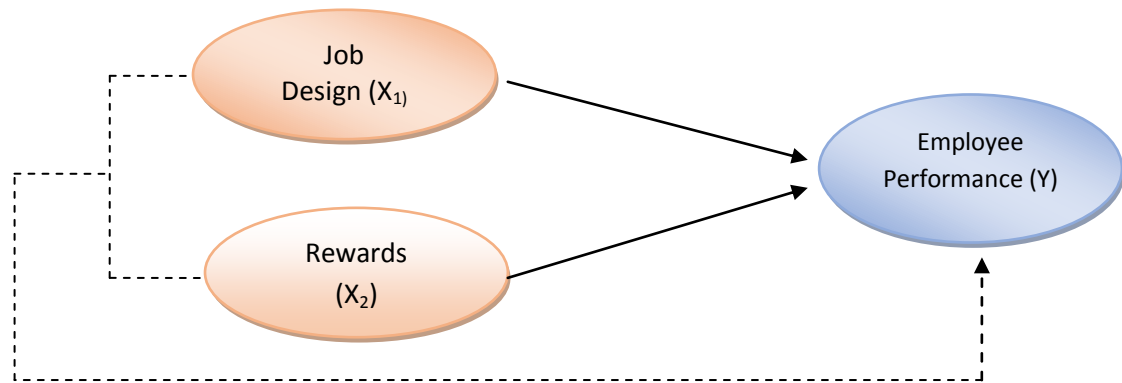 Job
Design (X₁₎
Rewards
(X₂)
Employee
Performance (Y)